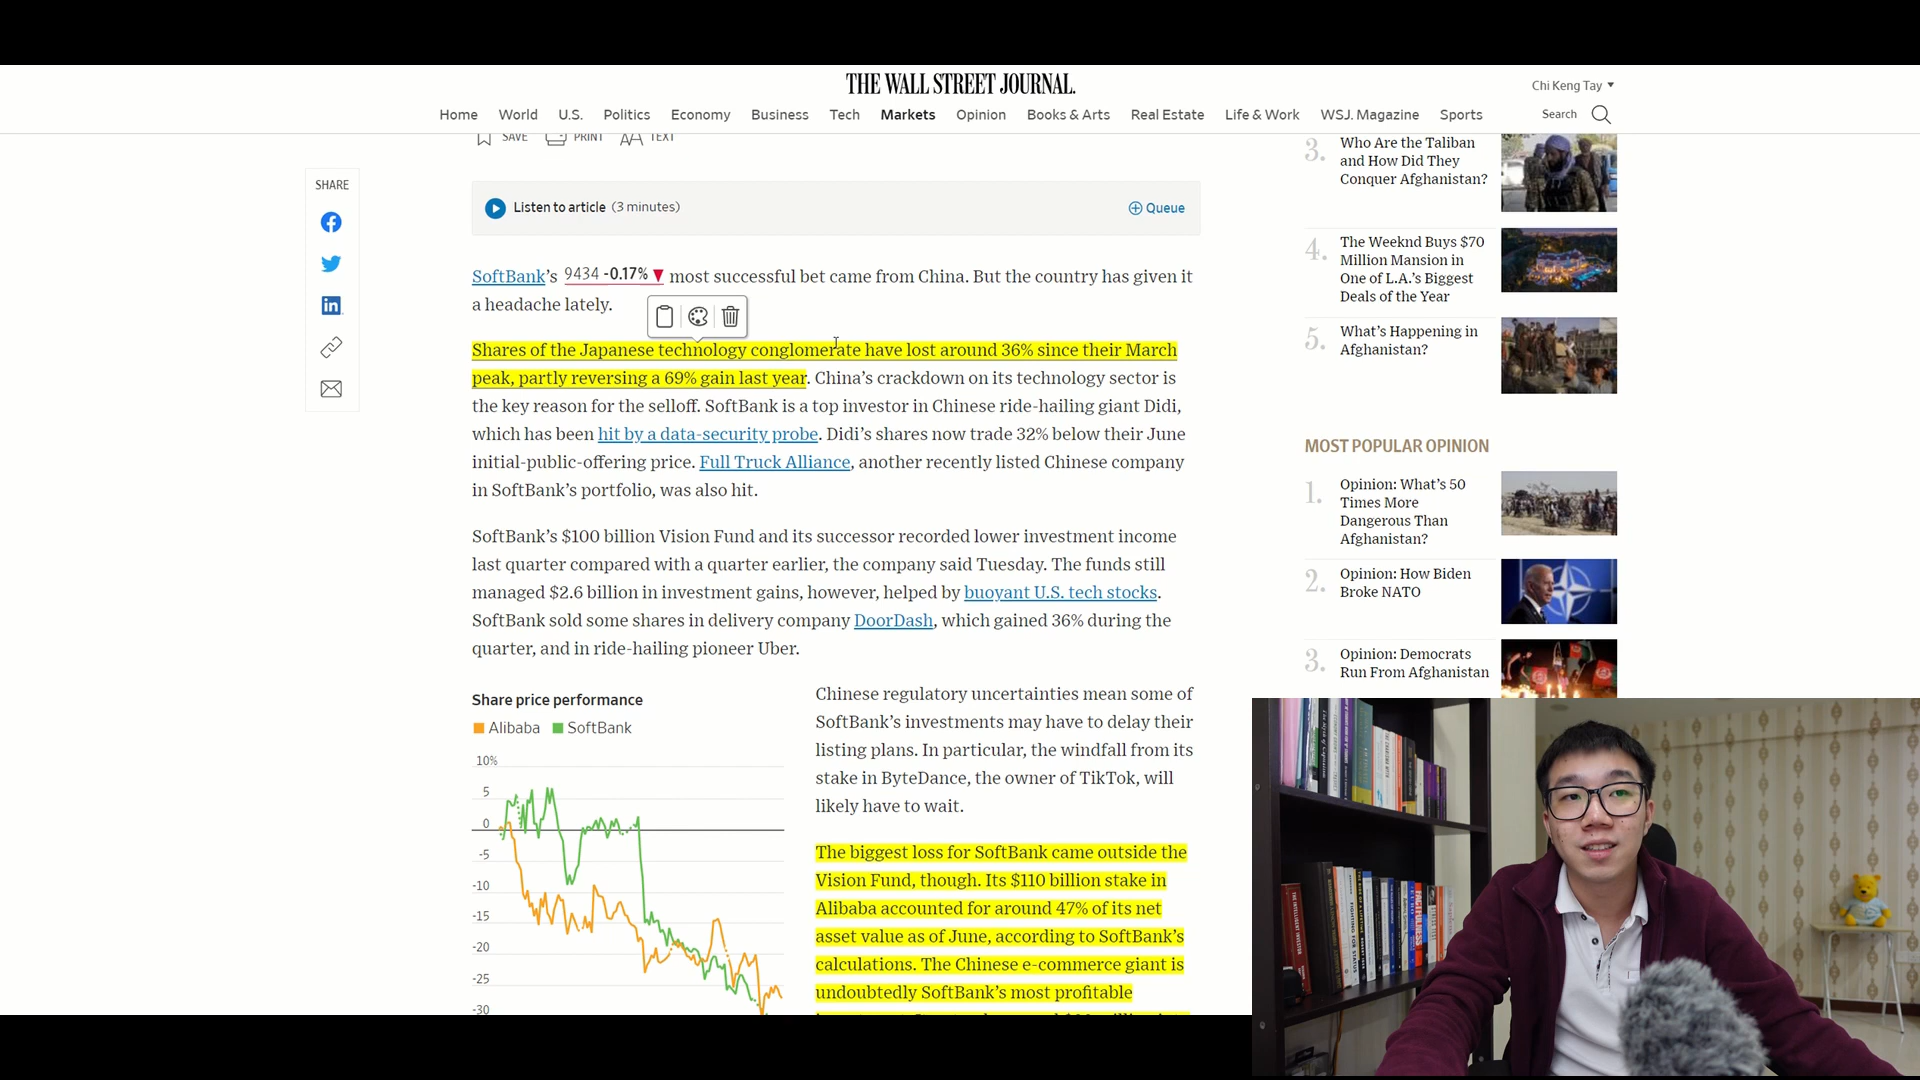 THE WALL STREET JOURNAL.
Chi Keng Tay
Home World U.S. Politics Economy Business Tech Markets Opinion Books & Arts Real Estate Life & Work WSJ. Magazine Sports Search
SAVE PRINT AA TEXT
SHARE
Listen to article (3 minutes) Queue
SoftBank's 9434 -0.17% most successful bet came from China. But the country has given it
a headache lately.
Shares of the Japanese technology conglomerate have lost around 36% since their March
peak, partly reversing a 69% gain last year. China's crackdown on its technology sector is
the key reason for the selloff. SoftBank is a top investor in Chinese ride-hailing giant Didi,
which has been hit by a data-security probe. Didi's shares now trade 32% below their June
initial-public-offering price. Full Truck Alliance, another recently listed Chinese company
in SoftBank's portfolio, was also hit.
SoftBank's $100 billion Vision Fund and its successor recorded lower investment income
last quarter compared with a quarter earlier, the company said Tuesday. The funds still
managed $2.6 billion in investment gains, however, helped by buoyant U.S. tech stocks.
SoftBank sold some shares in delivery company DoorDash, which gained 36% during the
quarter, and in ride-hailing pioneer Uber.
Share price performance
Alibaba SoftBank
10%
5
0
-5
-10
-15
-20
-25
-30
Chinese regulatory uncertainties mean some of
SoftBank's investments may have to delay their
listing plans. In particular, the windfall from its
stake in ByteDance, the owner of TikTok, will
likely have to wait.
The biggest loss for SoftBank came outside the
Vision Fund, though. Its $110 billion stake in
Alibaba accounted for around 47% of its net
asset value as of June, according to SoftBank's
calculations. The Chinese e-commerce giant is
undoubtedly SoftBank's most profitable
3. Who Are the Taliban
and How Did They
Conquer Afghanistan?
4. The Weeknd Buys $70
Million Mansion in
One of L.A.'s Biggest
Deals of the Year
5. What's Happening in
Afghanistan?
MOST POPULAR OPINION
1. Opinion: What's 50
Times More
Dangerous Than
Afghanistan?
2. Opinion: How Biden
Broke NATO
3. Opinion: Democrats
Run From Afghanistan
THE INTELLIGENT INVESTOR
FACTFULNESS